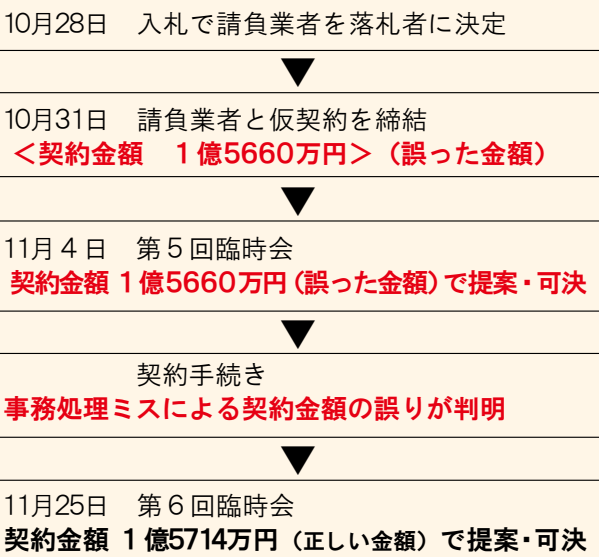 10月28日　入札で請負業者を落札者に決定
▼
10月31日　請負業者と仮契約を締結
＜契約金額　１億5660万円＞（誤った金額）
▼
11月４日　第５回臨時会
契約金額 １億5660万円（誤った金額）で提案・可決
▼
契約手続き
事務処理ミスによる契約金額の誤りが判明
▼
11月25日　第６回臨時会
契約金額 １億5714万円（正しい金額）で提案・可決